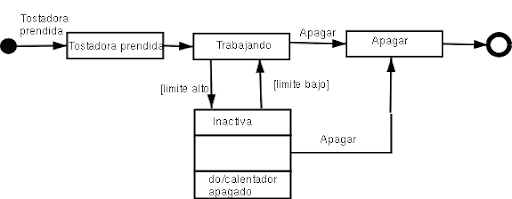 Tostadora
prendida
Tostadora prendida
Trabajando
Apagar
Apagar
[limite alto
[limite bajo]
Inactiva
Apagar
do/calentador
apagado